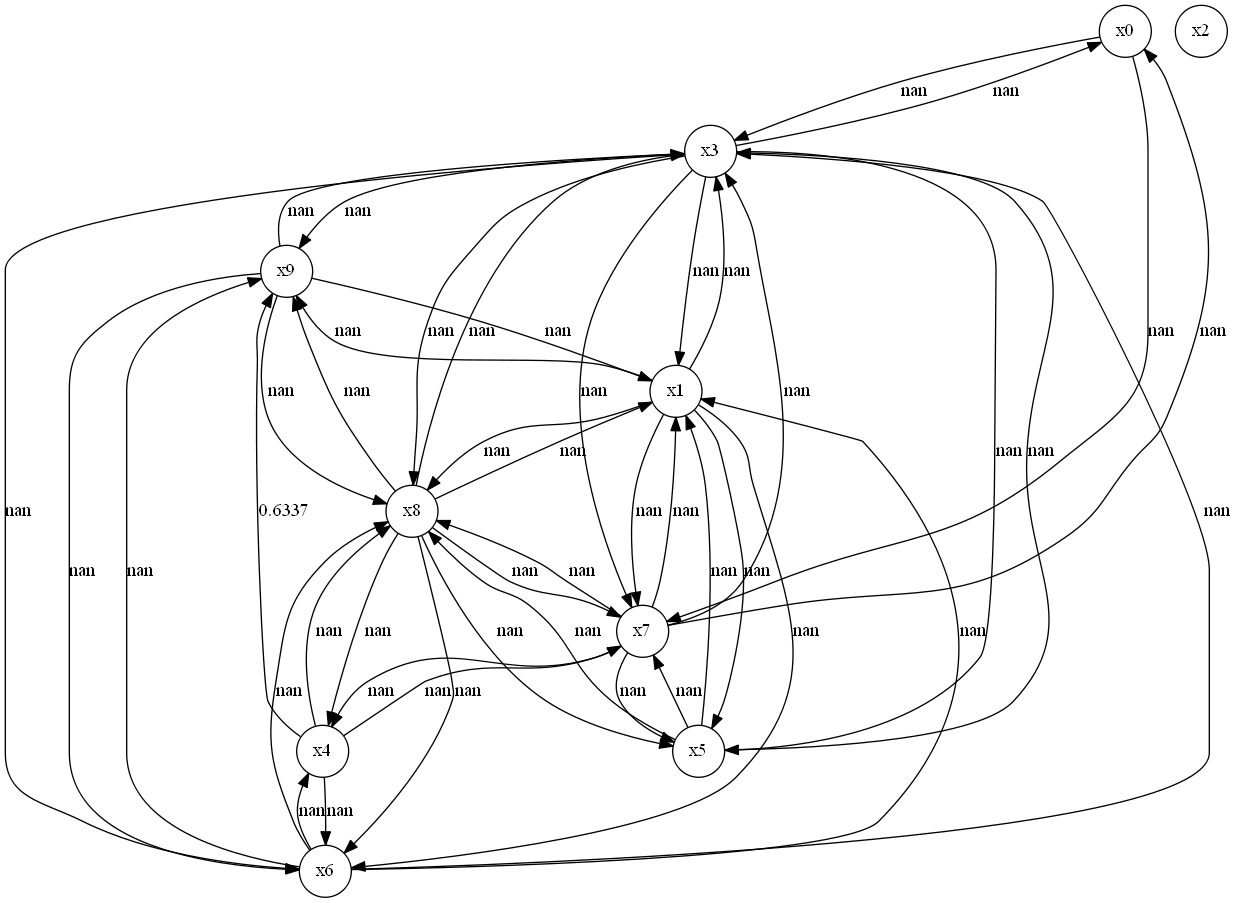 x0 x2
nan nan
x3
nan nan
x9
nan nan
nan nan nan nan nan nan nan
nan nan nan
x1
nan nan nan nan
x8
nan 0.6337 nan nan nan
nan nan nan nan nan nan
x7
nan nan nan nan nan nan
nan nan nan nan nan nan
x4 x5
nan nan
x6